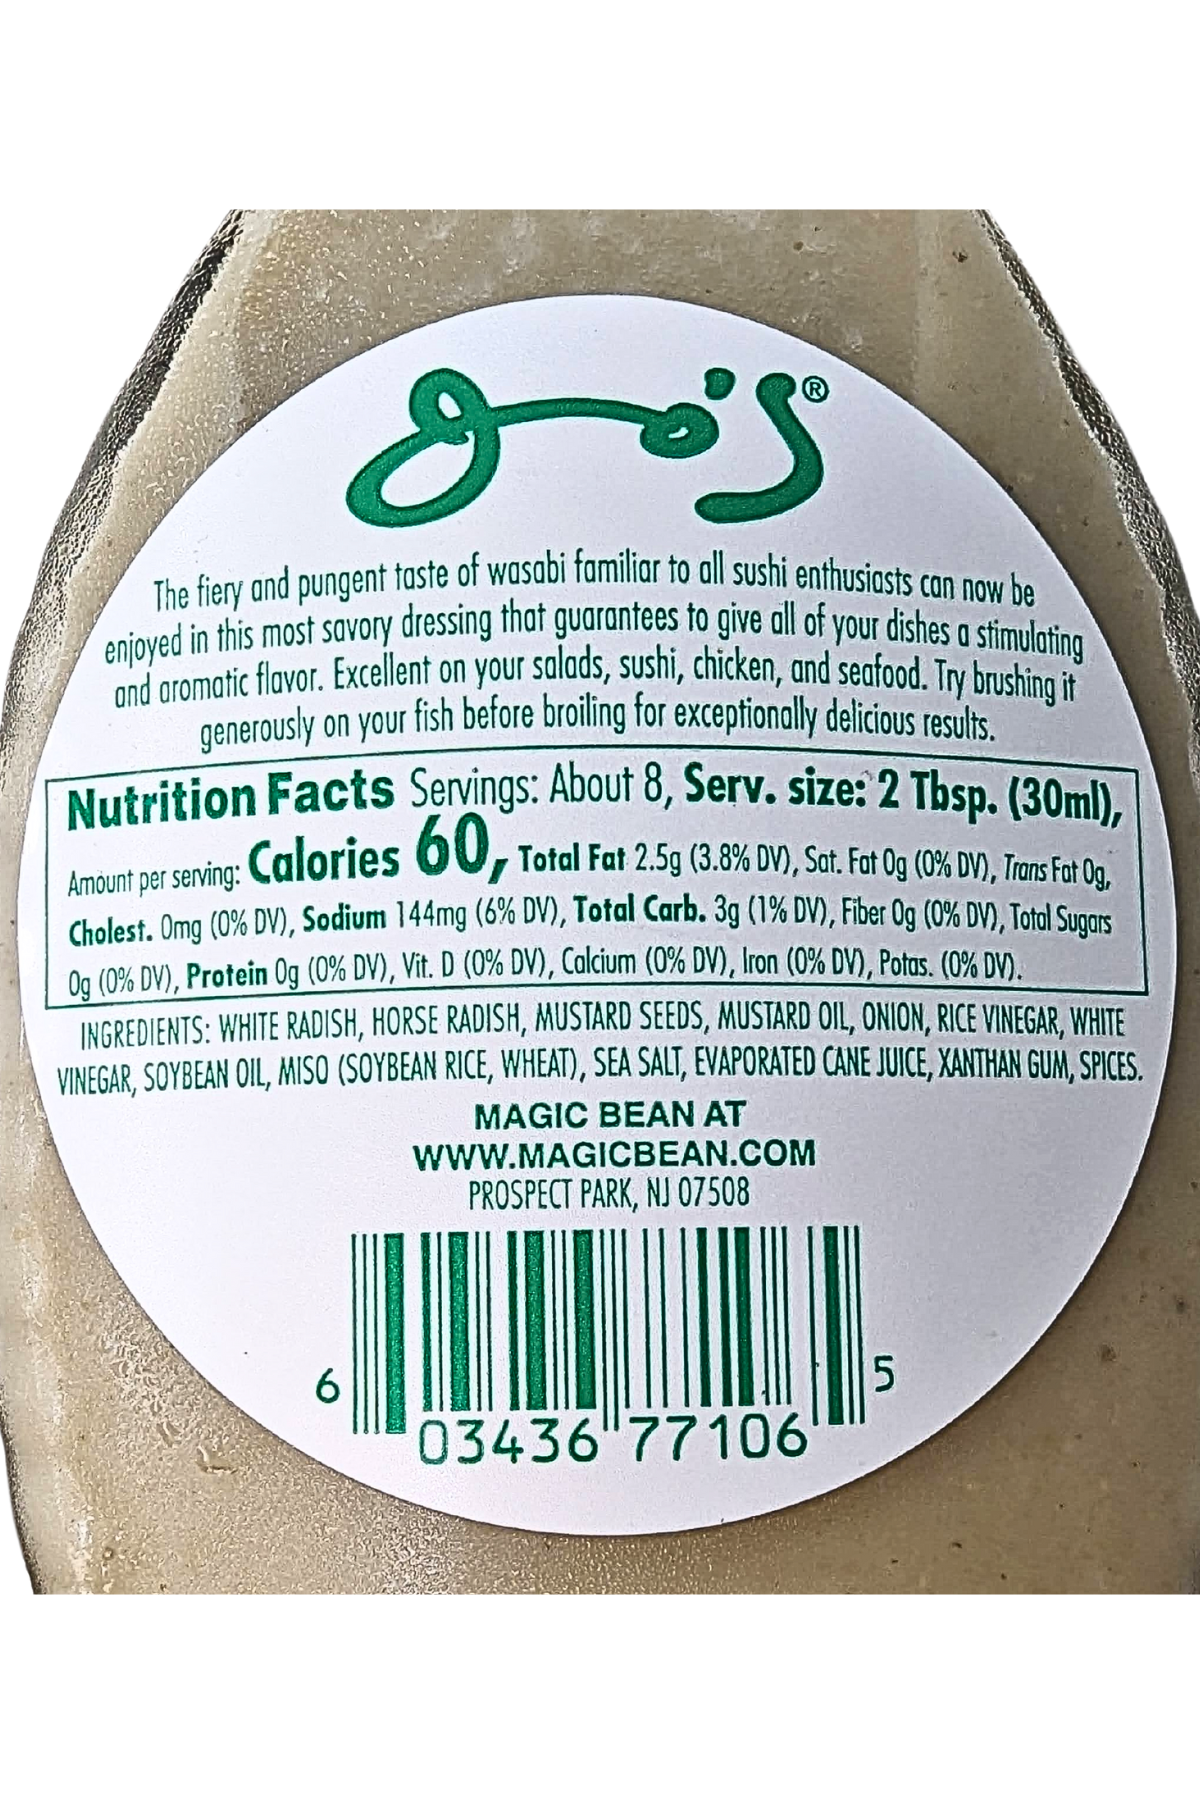 Jo's®
The fiery and pungent taste of wasabi familiar to all sushi enthusiasts can now be
enjoyed in this most savory dressing that guarantees to give all of your dishes a stimulating
and aromatic flavor. Excellent on your salads, sushi, chicken, and seafood. Try brushing it
generously on your fish before broiling for exceptionally delicious results.
Nutrition Facts Servings: About 8, Serv. size: 2 Tbsp. (30ml),
Amount per serving: Calories 60, Total Fat 2.5g (3.8% DV), Sat. Fat 0g (0% DV), Trans Fat 0g,
Cholest. 0mg (0% DV), Sodium 144mg (6% DV), Total Carb. 3g (1% DV), Fiber 0g (0% DV), Total Sugars
0g (0% DV), Protein 0g (0% DV), Vit. D (0% DV), Calcium (0% DV), Iron (0% DV), Potas. (0% DV).
INGREDIENTS: WHITE RADISH, HORSE RADISH, MUSTARD SEEDS, MUSTARD OIL, ONION, RICE VINEGAR, WHITE
VINEGAR, SOYBEAN OIL, MISO (SOYBEAN RICE, WHEAT), SEA SALT, EVAPORATED CANE JUICE, XANTHAN GUM, SPICES.
MAGIC BEAN AT
WWW.MAGICBEAN.COM
PROSPECT PARK, NJ 07508
6 03436 77106 5